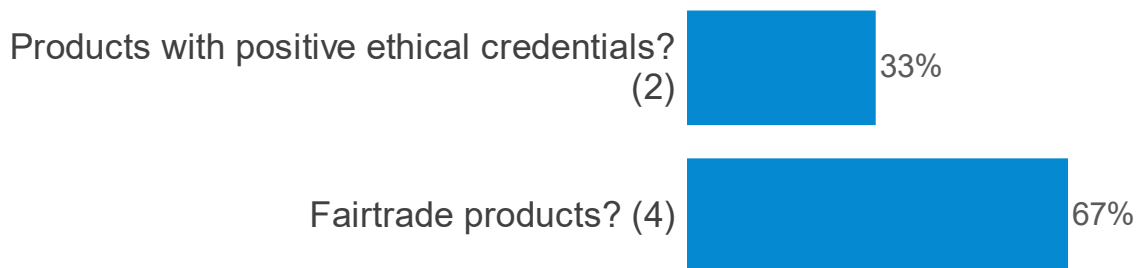 Products with positive ethical credentials?
(2)
33%
Fairtrade products? (4)
67%